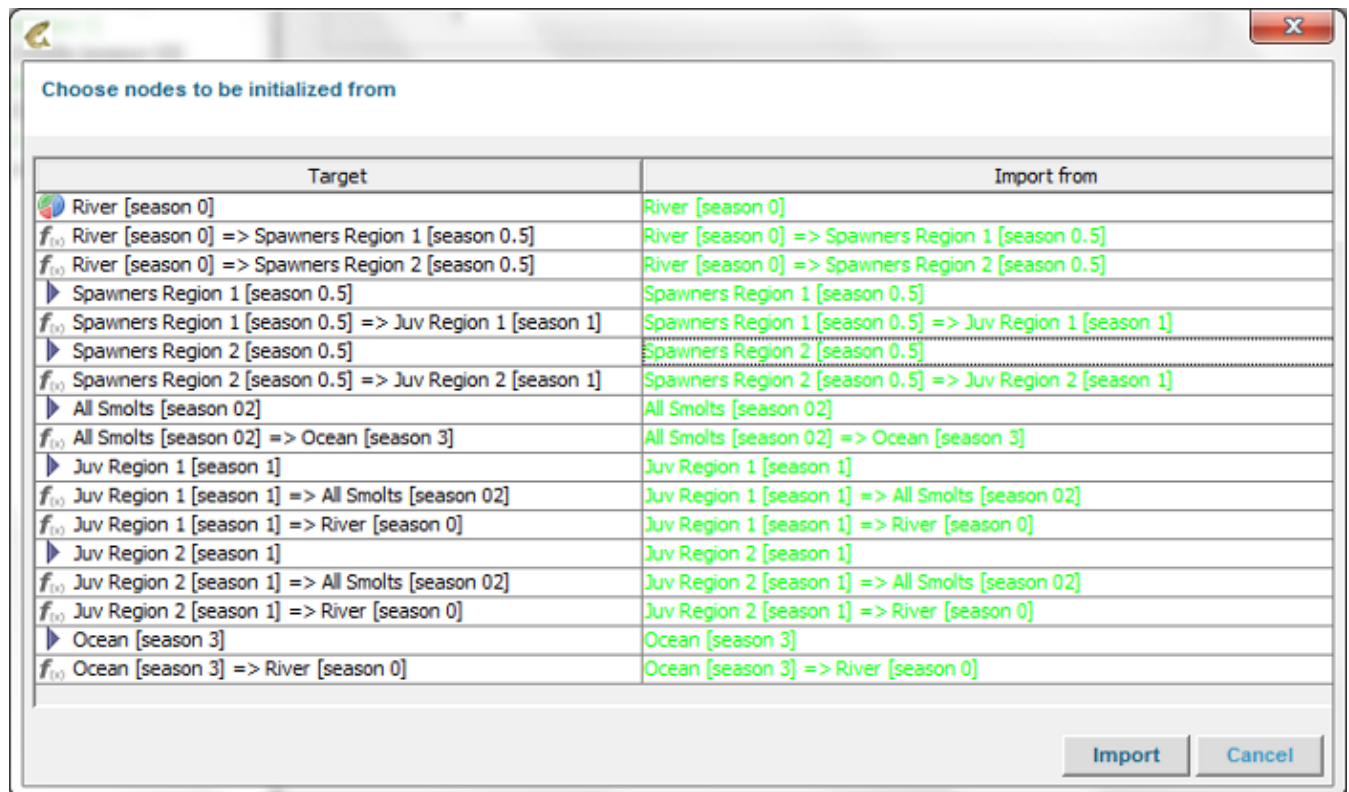 Choose nodes to be initialized from
Target Import from
River [season 0] River [season 0]
f(x) River [season 0] => Spawners Region 1 [season 0.5] River [season 0] => Spawners Region 1 [season 0.5]
f(x) River [season 0] => Spawners Region 2 [season 0.5] River [season 0] => Spawners Region 2 [season 0.5]
Spawners Region 1 [season 0.5] Spawners Region 1 [season 0.5]
f(x) Spawners Region 1 [season 0.5] => Juv Region 1 [season 1] Spawners Region 1 [season 0.5] => Juv Region 1 [season 1]
Spawners Region 2 [season 0.5] Spawners Region 2 [season 0.5]
f(x) Spawners Region 2 [season 0.5] => Juv Region 2 [season 1] Spawners Region 2 [season 0.5] => Juv Region 2 [season 1]
All Smolts [season 02] All Smolts [season 02]
f(x) All Smolts [season 02] => Ocean [season 3] All Smolts [season 02] => Ocean [season 3]
Juv Region 1 [season 1] Juv Region 1 [season 1]
f(x) Juv Region 1 [season 1] => All Smolts [season 02] Juv Region 1 [season 1] => All Smolts [season 02]
f(x) Juv Region 1 [season 1] => River [season 0] Juv Region 1 [season 1] => River [season 0]
Juv Region 2 [season 1] Juv Region 2 [season 1]
f(x) Juv Region 2 [season 1] => All Smolts [season 02] Juv Region 2 [season 1] => All Smolts [season 02]
f(x) Juv Region 2 [season 1] => River [season 0] Juv Region 2 [season 1] => River [season 0]
Ocean [season 3] Ocean [season 3]
f(x) Ocean [season 3] => River [season 0] Ocean [season 3] => River [season 0]
Import Cancel